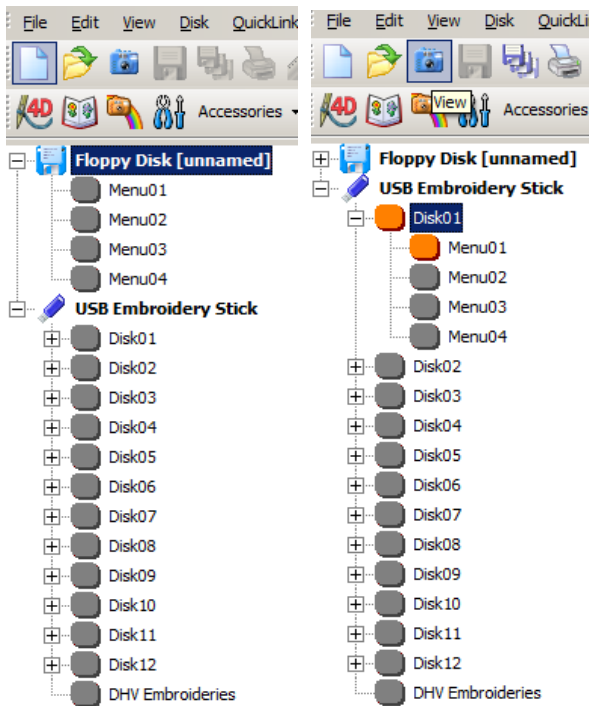 File Edit View Disk QuickLink
4D Accessories
Floppy Disk [unnamed]
Menu01
Menu02
Menu03
Menu04
USB Embroidery Stick
Disk01
Disk02
Disk03
Disk04
Disk05
Disk06
Disk07
Disk08
Disk09
Disk10
Disk11
Disk12
DHV Embroideries
File Edit View Disk QuickLi
4D View Accessories
Floppy Disk [unnamed]
USB Embroidery Stick
Disk01
Menu01
Menu02
Menu03
Menu04
Disk02
Disk03
Disk04
Disk05
Disk06
Disk07
Disk08
Disk09
Disk10
Disk11
Disk12
DHV Embroideries